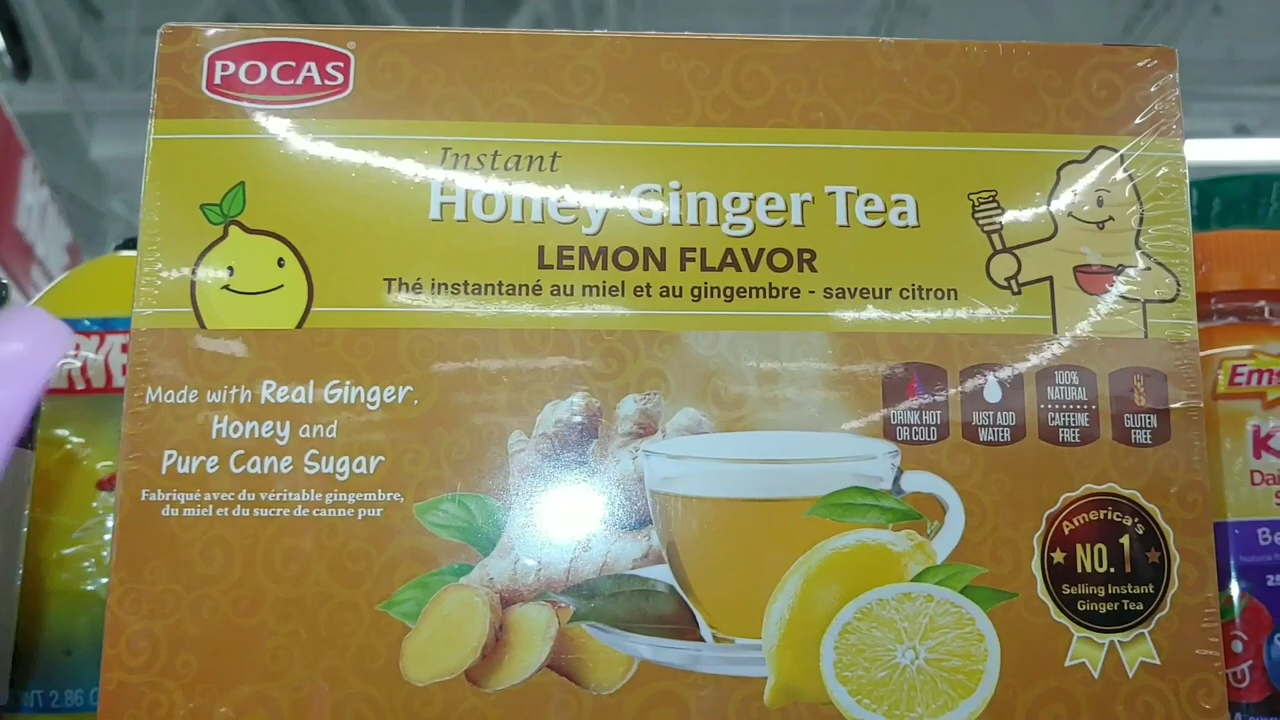 POCAS
Instant
Honey Ginger Tea
LEMON FLAVOR
Thé instantané au miel et au gingembre - saveur citron
Made with Real Ginger,
Honey and
Pure Cane Sugar
Fabriqué avec du véritable gingembre,
du miel et du sucre de canne pur
DRINK HOT
OR COLD
JUST ADD
WATER
100%
NATURAL
CAFFEINE
FREE
GLUTEN
FREE
America's
NO. 1
Selling Instant
Ginger Tea
2.86